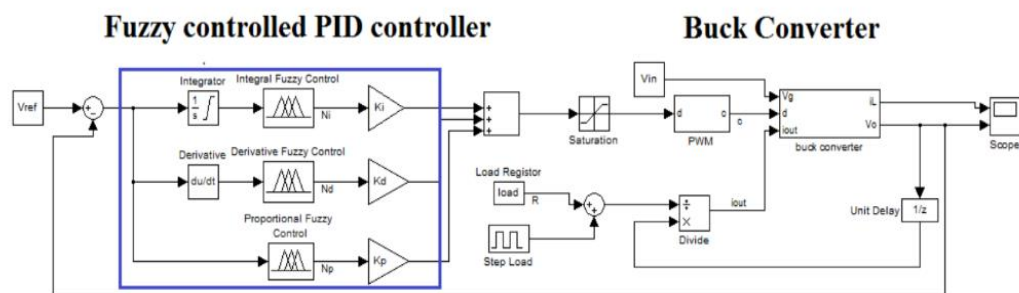 Fuzzy controlled PID controller
Buck Converter
Integrator
Integral Fuzzy Control
Vref
1
s
Ni
Ki
Derivative
Derivative Fuzzy Control
du/dt
Nd
Kd
Proportional Fuzzy
Control
Np
Kp
Saturation
Vin
d
o
o
PWM
Vg
d
iout
iL
Vo
buck converter
Scope
Load Registor
load
R
Step Load
Divide
iout
Unit Delay
1/z